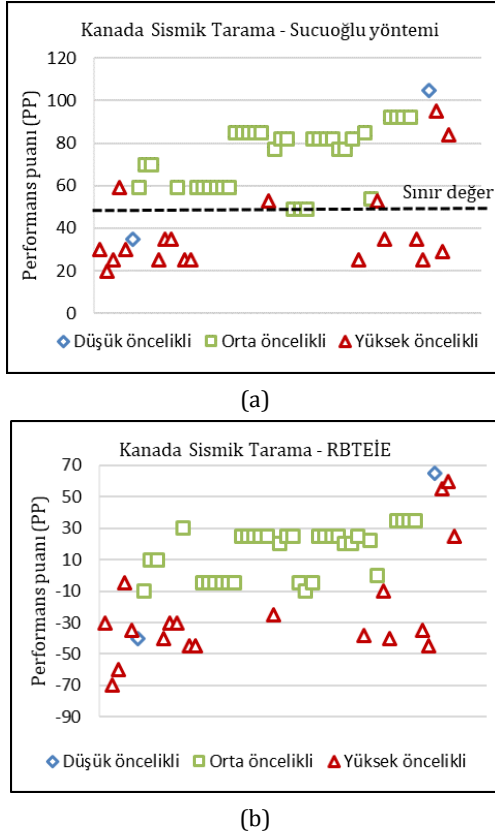 Kanada Sismik Tarama - Sucuoğlu yöntemi
Performans puanı (PP)
120
100
80
60
40
20
0
Sınır değer
Düşük öncelikli Orta öncelikli Yüksek öncelikli
(a)
Kanada Sismik Tarama - RBTEİE
Performans puanı (PP)
70
50
30
10
-10
-30
-50
-70
-90
Düşük öncelikli Orta öncelikli Yüksek öncelikli
(b)